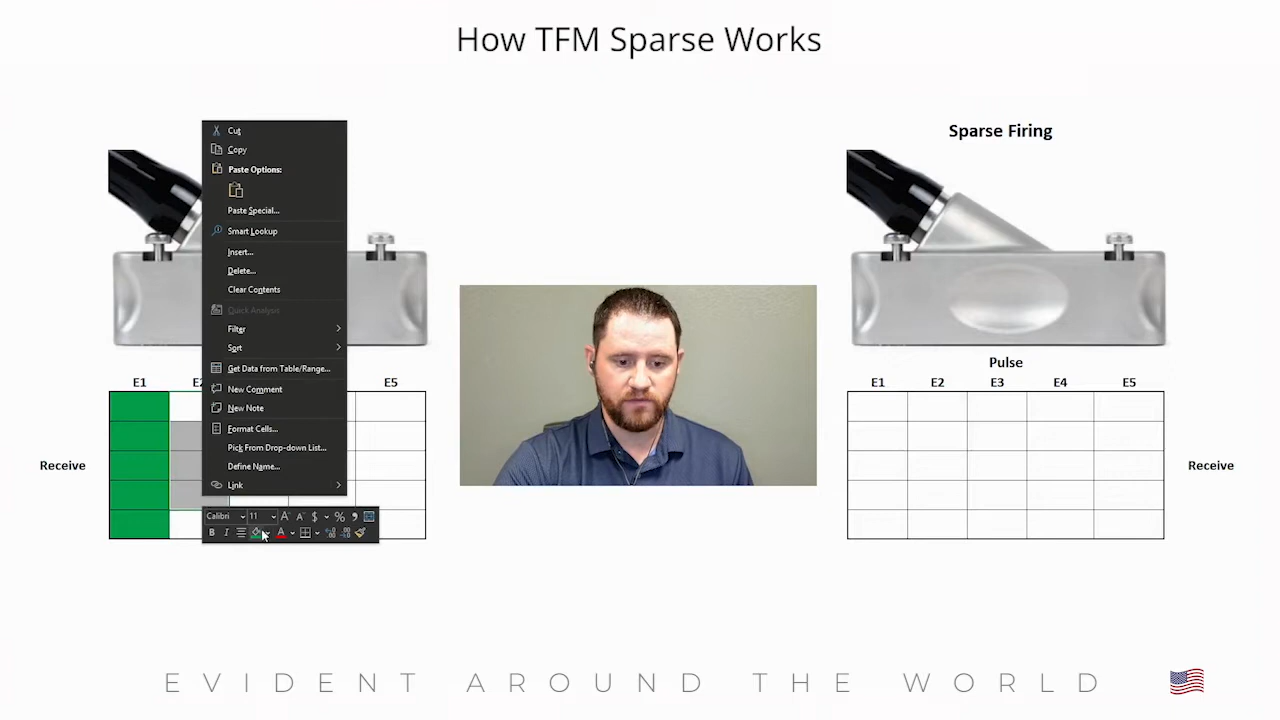 How TFM Sparse Works
Cut
Copy
Paste Options:
Paste Special...
Smart Lookup
Insert...
Delete...
Clear Contents
Quick Analysis
Filter
Sort
Get Data from Table/Range...
New Comment
New Note
Format Cells...
Pick From Drop-down List...
Define Name...
Link
Calibri 11 A A $ % 9
B I A
E1 E5
Receive
Sparse Firing
Pulse
E1 E2 E3 E4 E5
Receive
EVIDENT AROUND THE WORLD